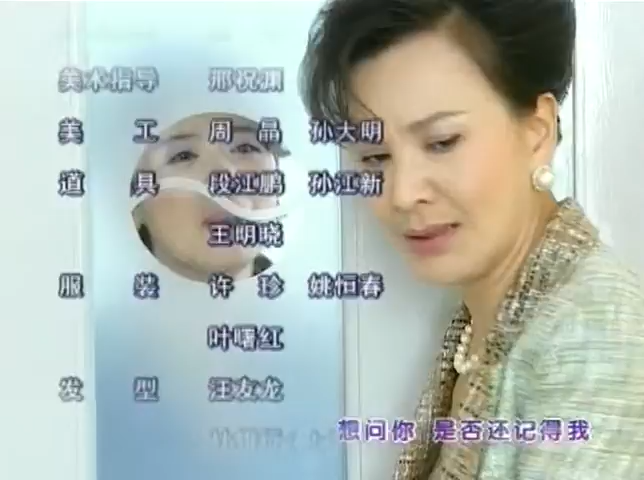 美术指导 邢祝渊
美 工 周 晶 孙大明
道 具 段江鹏 孙江新
王明晓
服 装 许 珍 姚恒春
叶曙红
发 型 汪友龙
想问你 是否还记得我